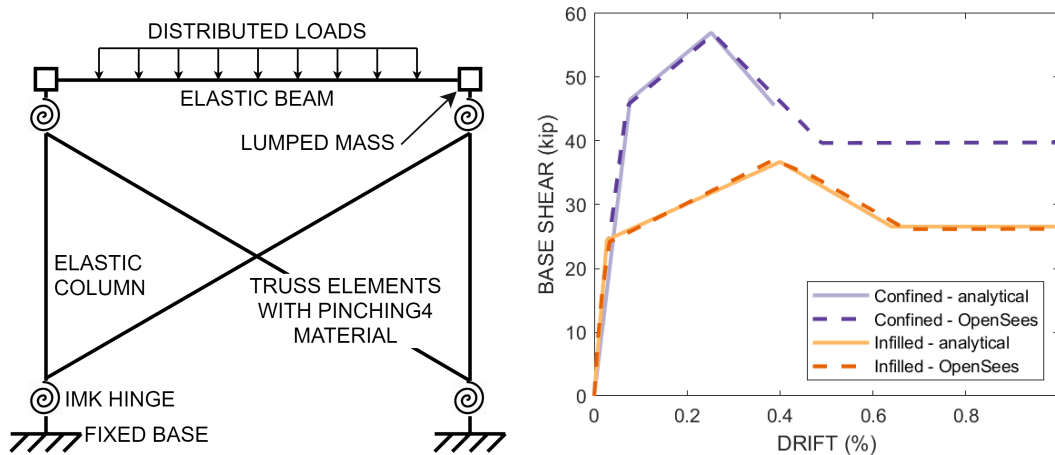 DISTRIBUTED LOADS
ELASTIC BEAM
LUMPED MASS
ELASTIC
COLUMN
TRUSS ELEMENTS
WITH PINCHING4
MATERIAL
IMK HINGE
FIXED BASE
60
50
40
30
20
10
0
BASE SHEAR (kip)
0
0.2
0.4
0.6
0.8
DRIFT (%)
Confined - analytical
Confined - OpenSees
Infilled - analytical
Infilled - OpenSees